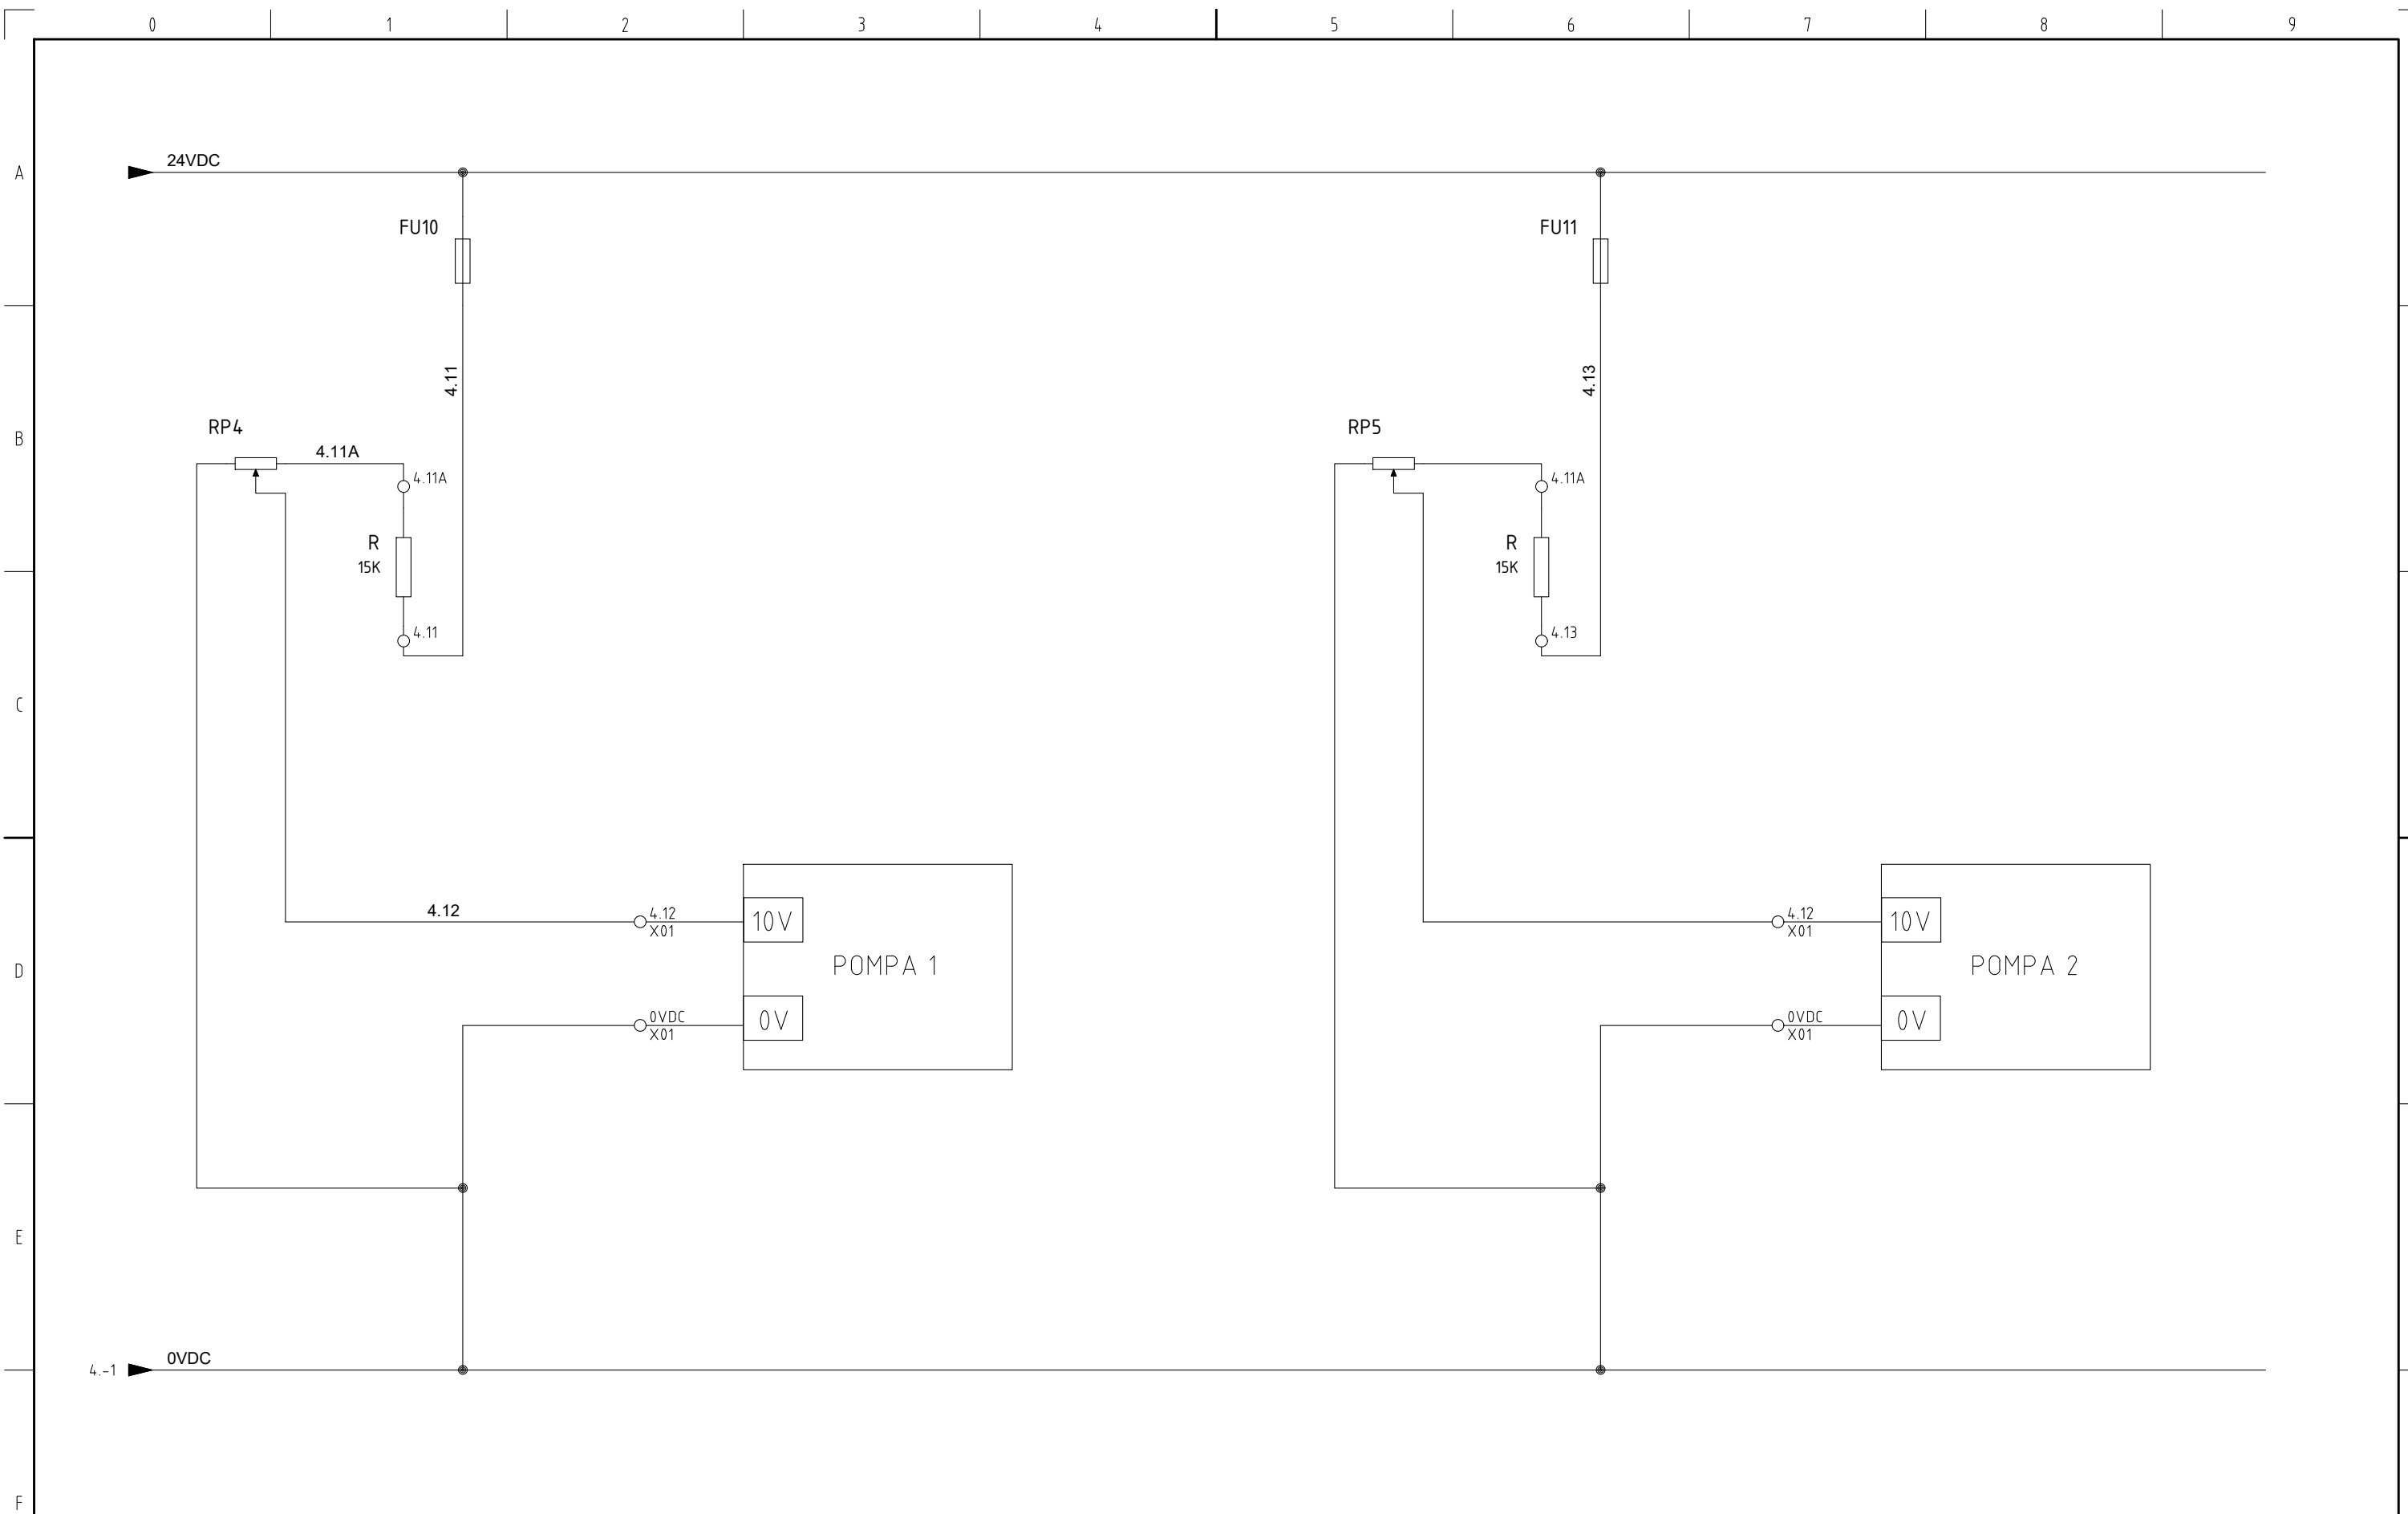 0 1 2 3 4 5 6 7 8 9
A
24VDC
FU10 FU11
4.11 4.13
B
RP4 RP5
4.11A
4.11A 4.11A
R R
15K 15K
4.11 4.13
C
4.12
4.12 4.12
X01 X01
10V 10V
D
POMPA 1 POMPA 2
0VDC 0VDC
X01 X01
0V 0V
E
0VDC
4.-1
F